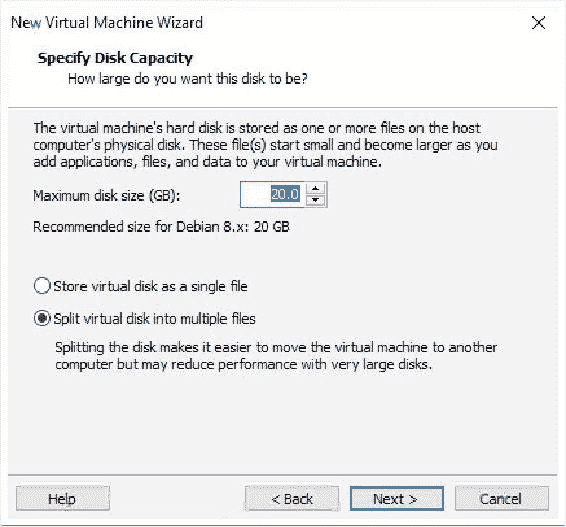 New Virtual Machine Wizard
Specify Disk Capacity
How large do you want this disk to be?
The virtual machine's hard disk is stored as one or more files on the host
computer's physical disk. These file(s) start small and become larger as you
add applications, files, and data to your virtual machine.
Maximum disk size (GB): 20.0
Recommended size for Debian 8.x: 20 GB
Store virtual disk as a single file
Split virtual disk into multiple files
Splitting the disk makes it easier to move the virtual machine to another
computer but may reduce performance with very large disks.
Help < Back Next > Cancel